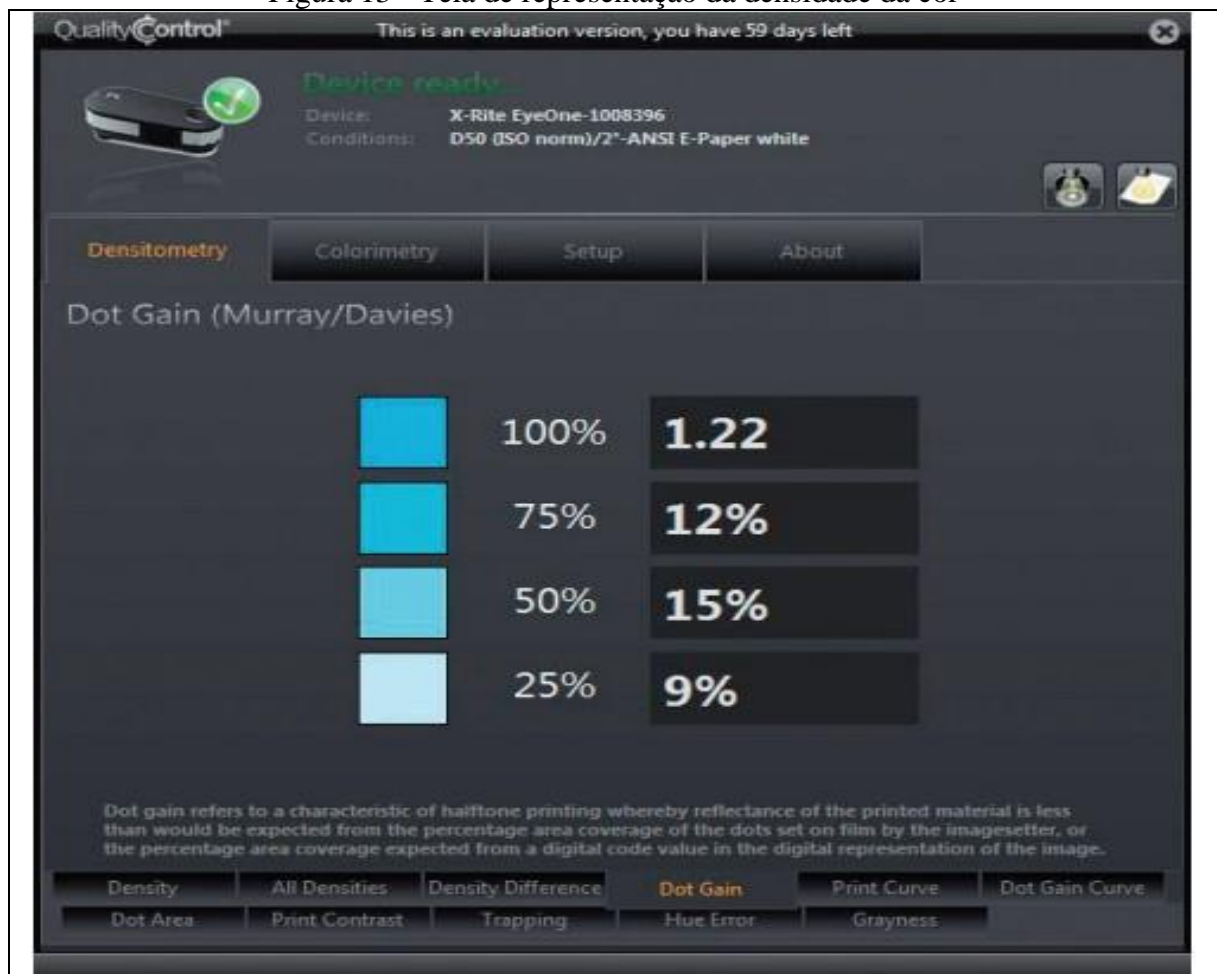 Figura 13 - Tela de representação da densidade da cor
QualityControl®
This is an evaluation version, you have 59 days left
Device ready...
Device: X-Rite EyeOne-1008396
Conditions: D50 (ISO norm)/2°-ANSI E-Paper white
Densitometry Colorimetry Setup About
Dot Gain (Murray/Davies)
100% 1.22
75% 12%
50% 15%
25% 9%
Dot gain refers to a characteristic of halftone printing whereby reflectance of the printed material is less
than would be expected from the percentage area coverage of the dots set on film by the imagesetter, or
the percentage area coverage expected from a digital code value in the digital representation of the image.
Density All Densities Density Difference Dot Gain Print Curve Dot Gain Curve
Dot Area Print Contrast Trapping Hue Error Grayness